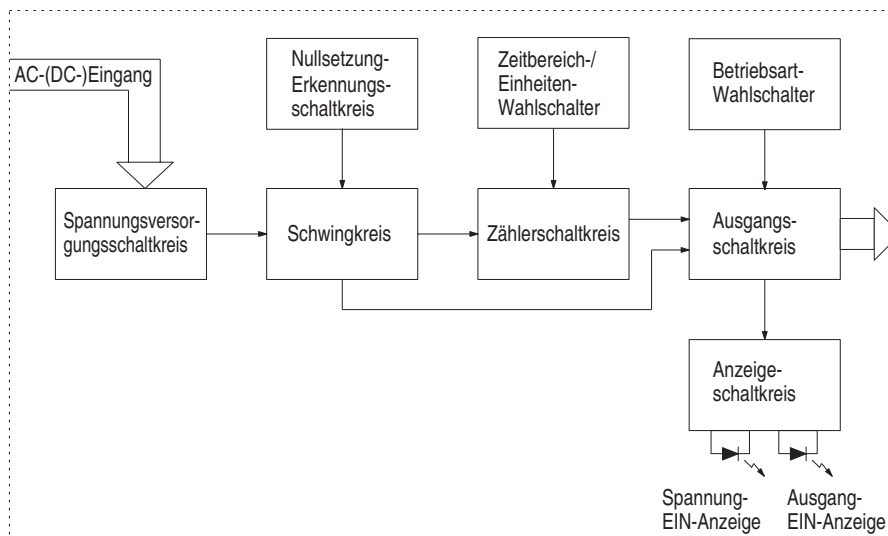 AC-(DC-)Eingang
Nullsetzung-
Erkennungs-
schaltkreis
Zeitbereich-/
Einheiten-
Wahlschalter
Betriebsart-
Wahlschalter
Spannungsversor-
gungsschaltkreis
Schwingkreis
Zählerschaltkreis
Ausgangs-
schaltkreis
Anzeige-
schaltkreis
Spannung-
EIN-Anzeige
Ausgang-
EIN-Anzeige